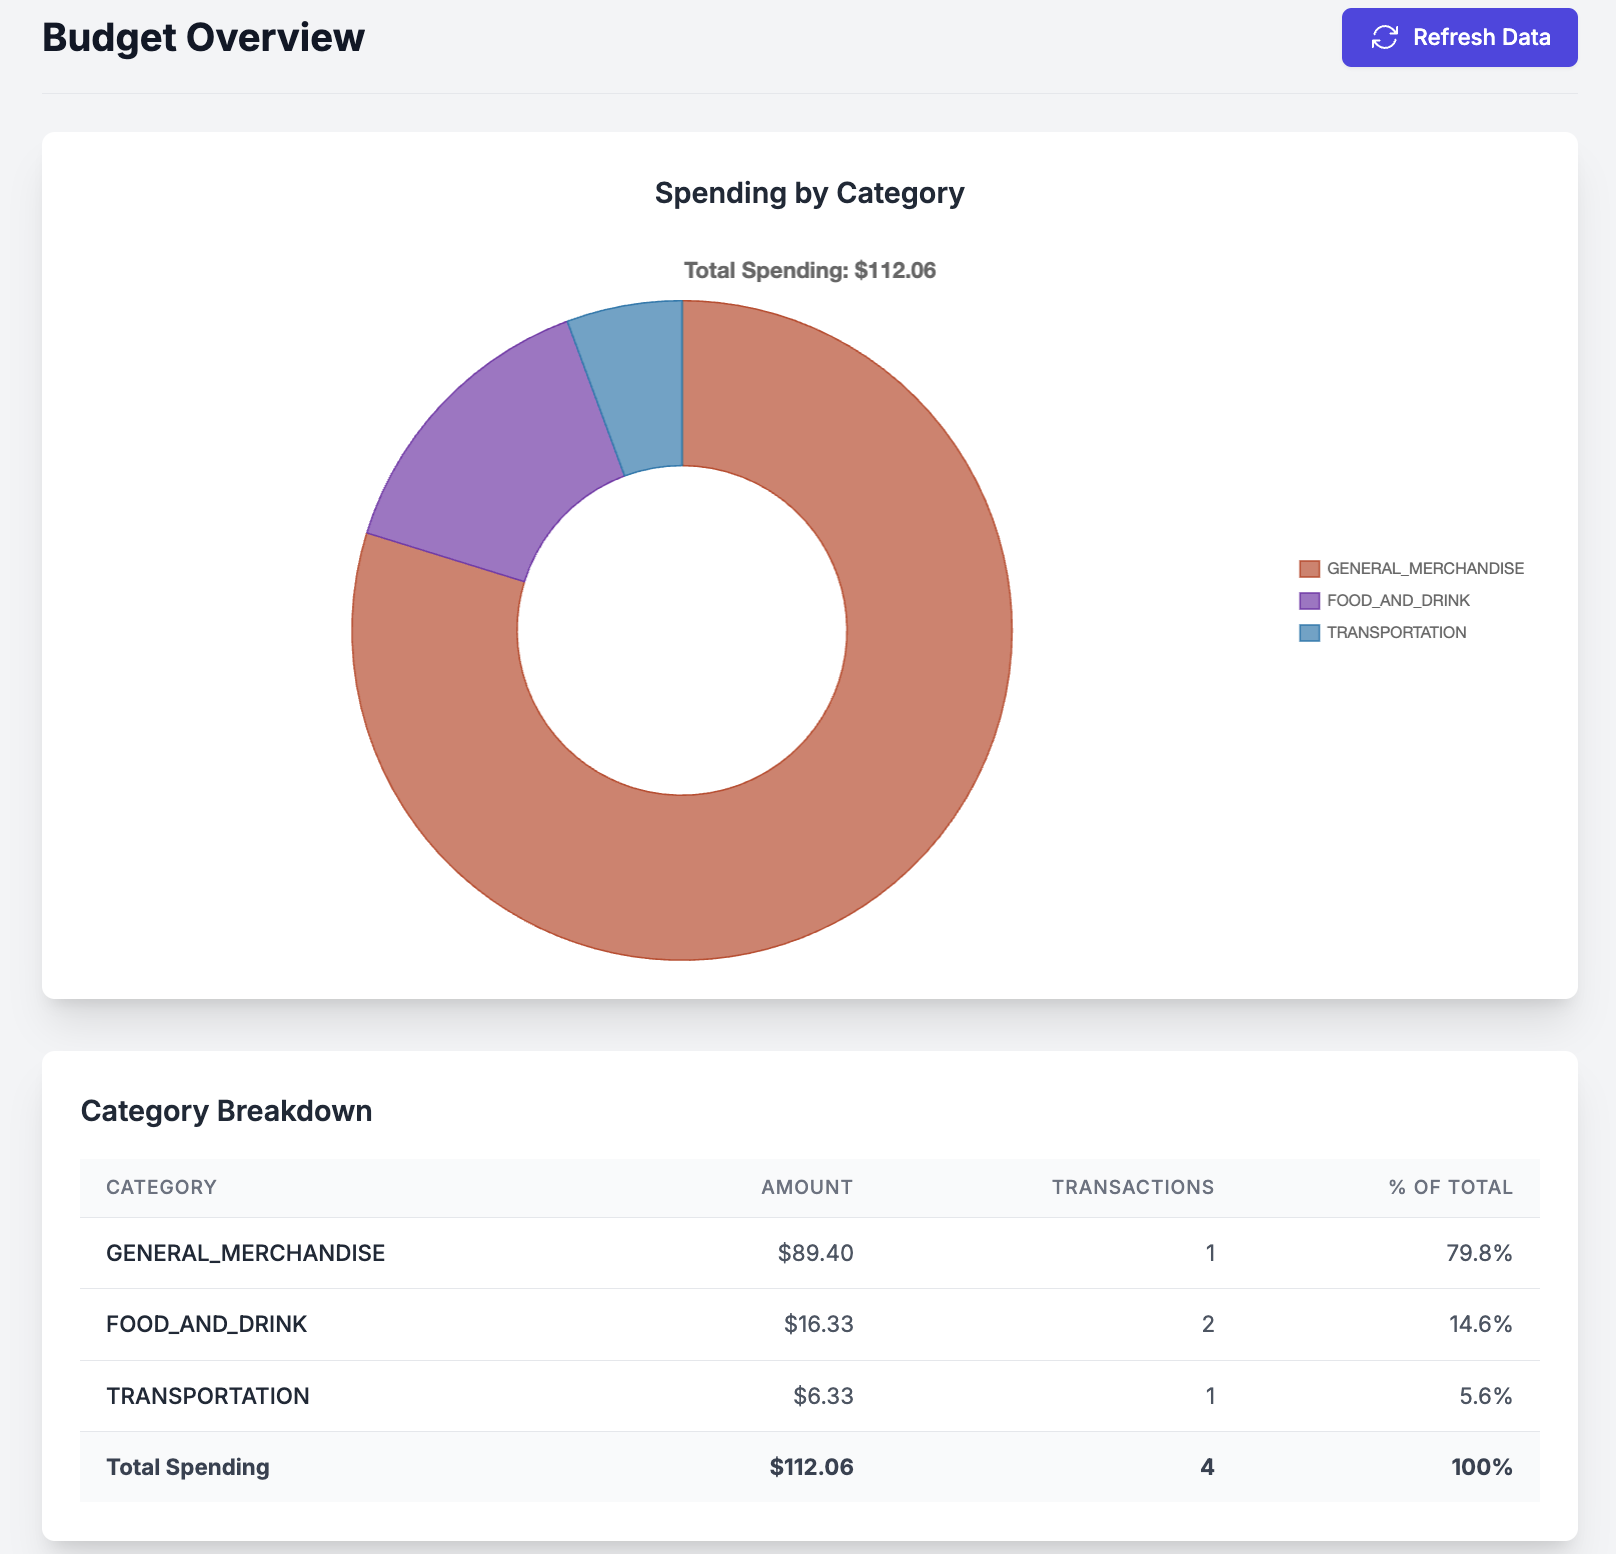 Budget Overview
Refresh Data
Spending by Category
Total Spending: $112.06
GENERAL_MERCHANDISE
FOOD_AND_DRINK
TRANSPORTATION
Category Breakdown
CATEGORY AMOUNT TRANSACTIONS % OF TOTAL
GENERAL_MERCHANDISE $89.40 1 79.8%
FOOD_AND_DRINK $16.33 2 14.6%
TRANSPORTATION $6.33 1 5.6%
Total Spending $112.06 4 100%